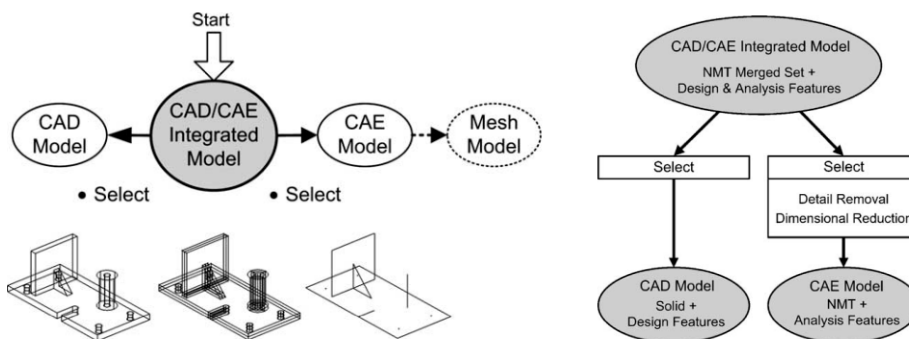 Start
CAD
Model
CAD/CAE
Integrated
Model
CAE
Model
Mesh
Model
• Select
• Select
CAD/CAE Integrated Model
NMT Merged Set +
Design & Analysis Features
Select
Select
Detail Removal
Dimensional Reduction
CAD Model
Solid +
Design Features
CAE Model
NMT +
Analysis Features